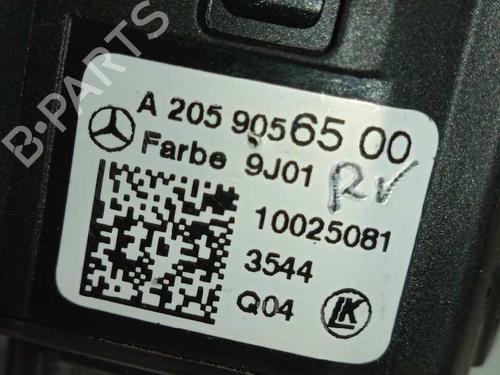 B-PARTS
A 205 905 65 00
Farbe 9J01
RV
10025081
3544
Q04
LK